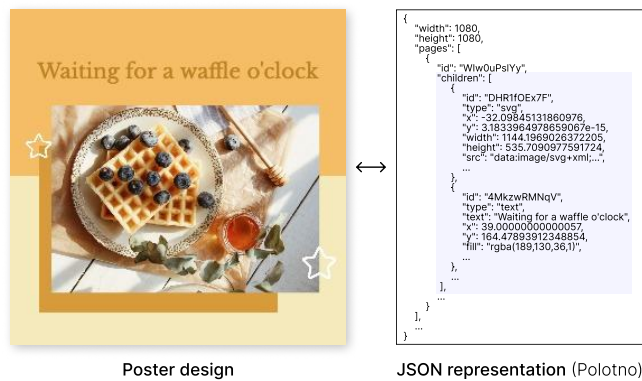 Waiting for a waffle o'clock
Poster design
{
"width": 1080,
"height": 1080,
"pages": [
{
"id": "WIw0uPslYy",
"children": [
{
"id": "DHR1fOEx7F",
"type": "svg",
"x": -32.09845131860976,
"y": 3.1833964978659067e-15,
"width": 1144.1969026372205,
"height": 535.7090977591724,
"src": "data:image/svg+xml;...",
...
},
{
"id": "4MkzwRMNqV",
"type": "text",
"text": "Waiting for a waffle o'clock",
"x": 39.00000000000057,
"y": 164.47893912348854,
"fill": "rgba(189,130,36,1)",
...
},
...
],
...
}
],
...
}
JSON representation (Polotno)